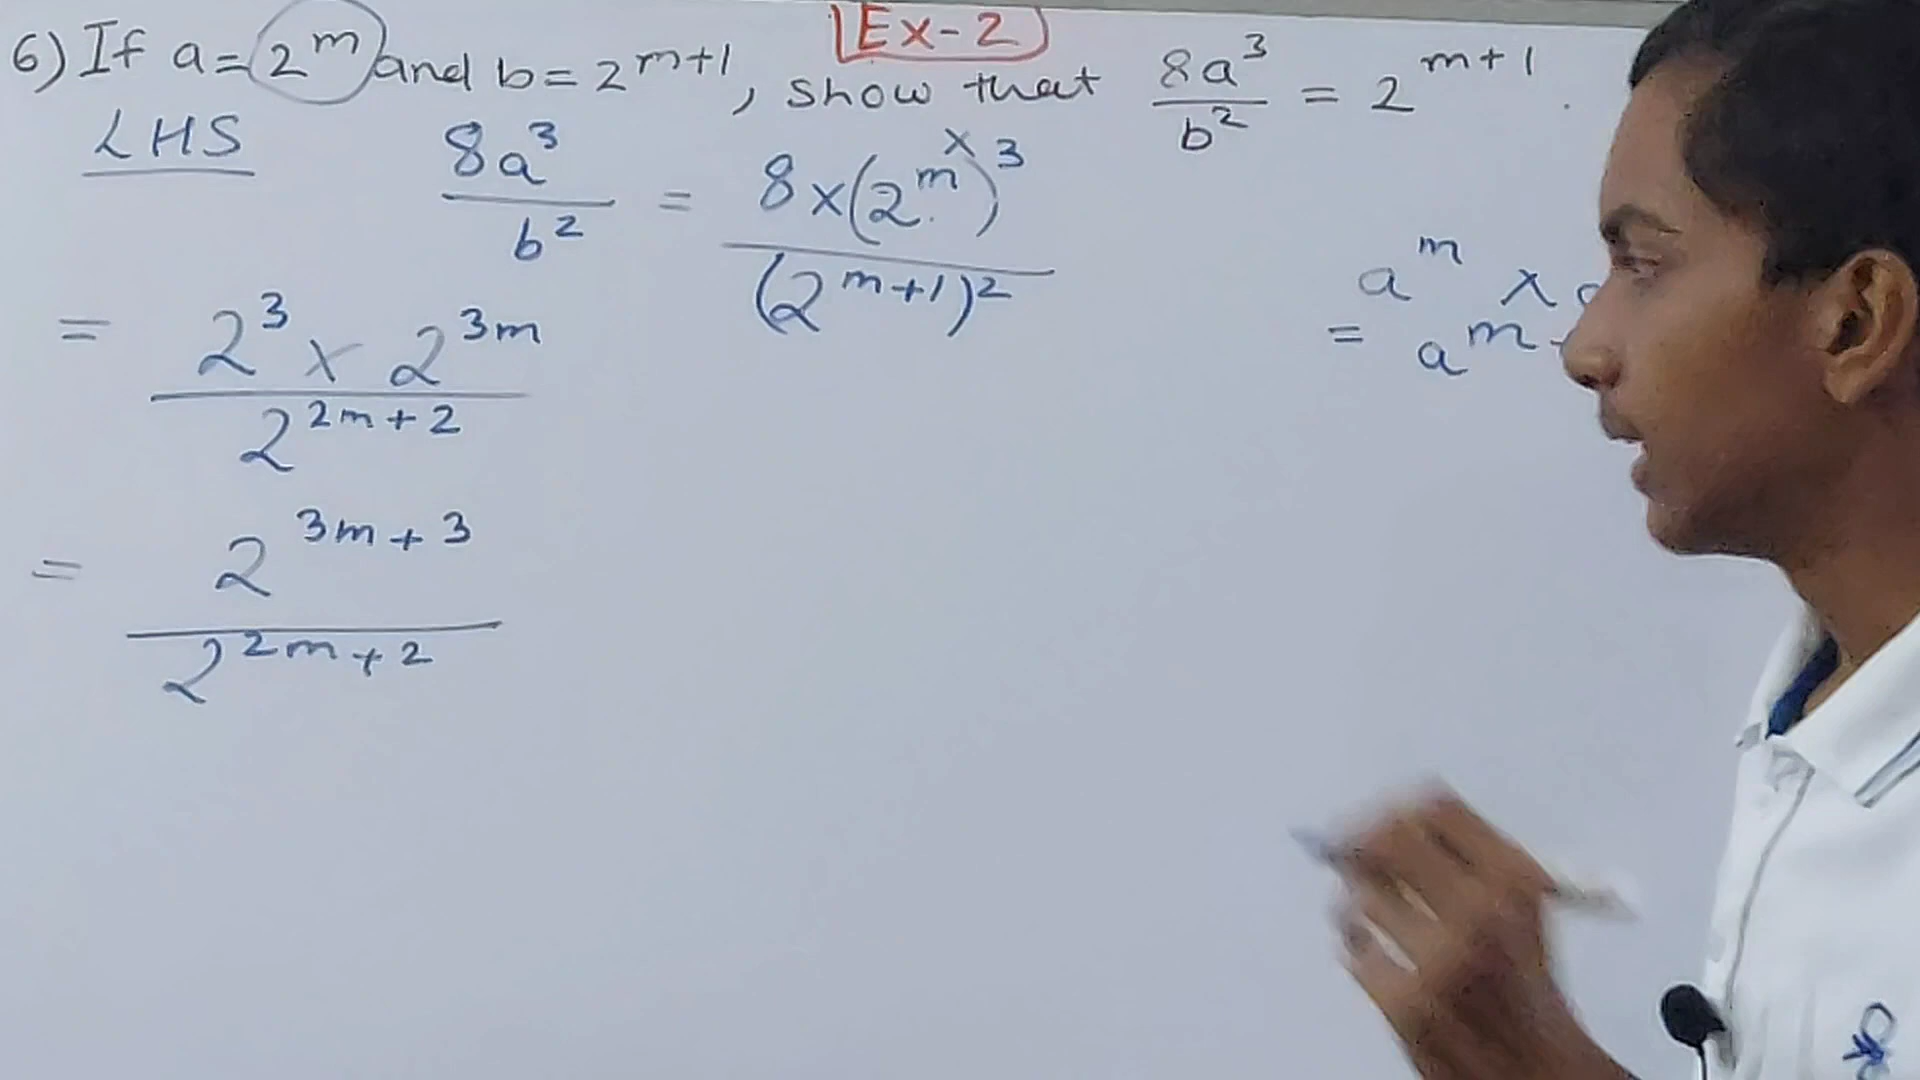 Ex-2
6) If a = 2^m and b = 2^m+1, show that 8a^3/b^2 = 2^m+1.
LHS 8a^3/b^2 = 8×(2^m)^×3/(2^m+1)^2
= 2^3 × 2^3m/2^2m+2
= 2^3m+3/2^2m+2
a^m ×
= a^m